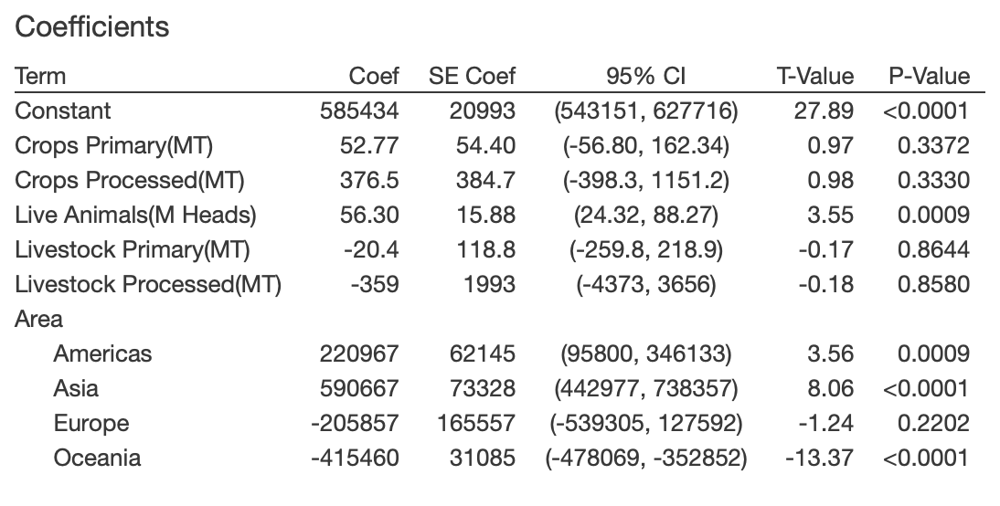 Coefficients
Term Coef SE Coef 95% CI T-Value P-Value
Constant 585434 20993 (543151, 627716) 27.89 <0.0001
Crops Primary(MT) 52.77 54.40 (-56.80, 162.34) 0.97 0.3372
Crops Processed(MT) 376.5 384.7 (-398.3, 1151.2) 0.98 0.3330
Live Animals(M Heads) 56.30 15.88 (24.32, 88.27) 3.55 0.0009
Livestock Primary(MT) -20.4 118.8 (-259.8, 218.9) -0.17 0.8644
Livestock Processed(MT) -359 1993 (-4373, 3656) -0.18 0.8580
Area
Americas 220967 62145 (95800, 346133) 3.56 0.0009
Asia 590667 73328 (442977, 738357) 8.06 <0.0001
Europe -205857 165557 (-539305, 127592) -1.24 0.2202
Oceania -415460 31085 (-478069, -352852) -13.37 <0.0001